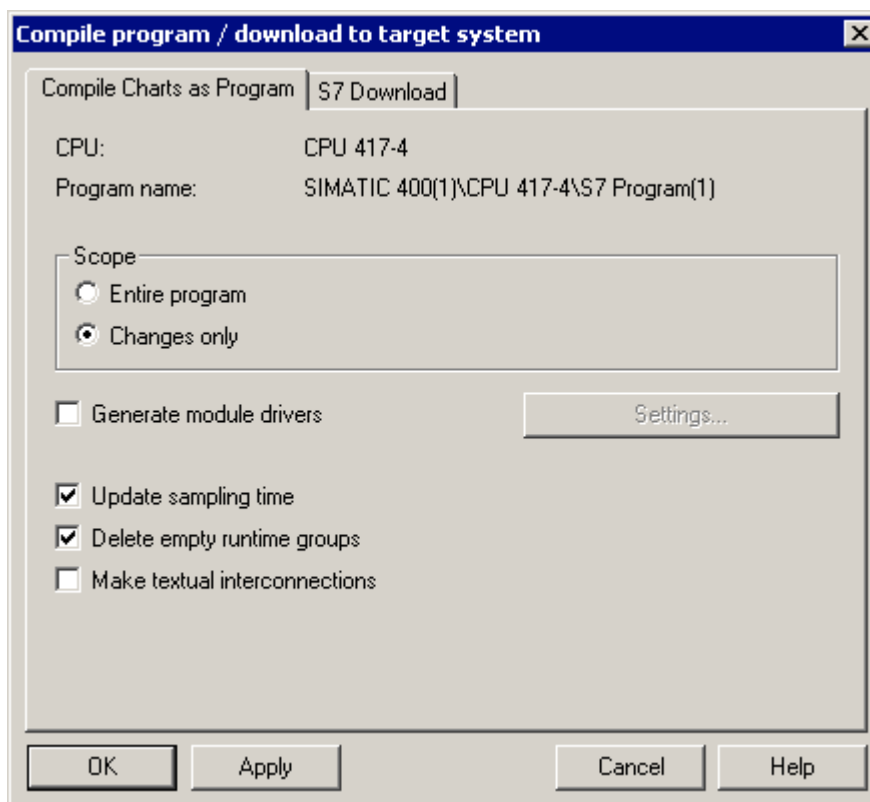 Compile program / download to target system
Compile Charts as Program
S7 Download
CPU: CPU 417-4
Program name: SIMATIC 400(1)\CPU 417-4\S7 Program(1)
Scope
Entire program
Changes only
Generate module drivers
Settings...
Update sampling time
Delete empty runtime groups
Make textual interconnections
OK
Apply
Cancel
Help